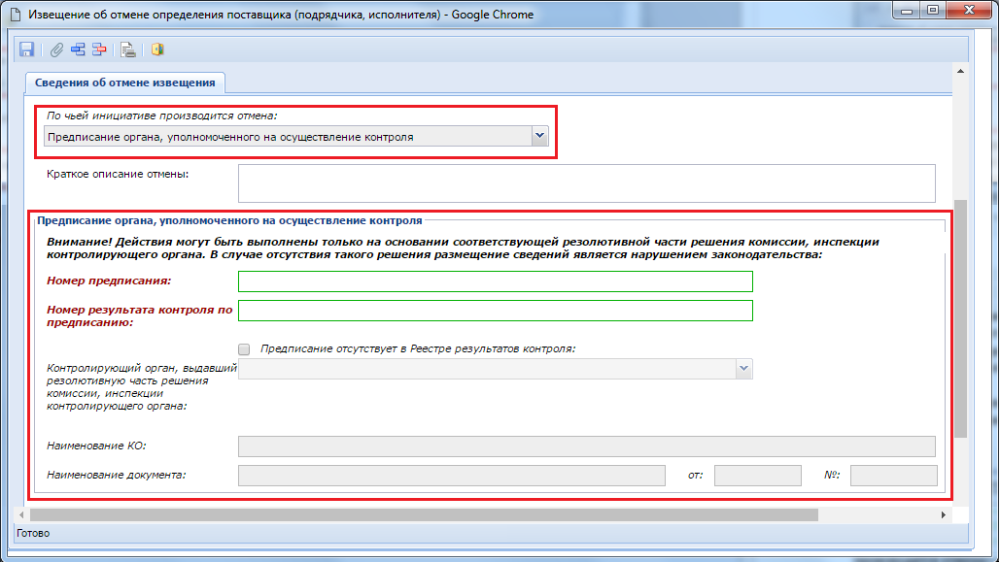 Извещение об отмене определения поставщика (подрядчика, исполнителя) - Google Chrome
Сведения об отмене извещения
По чьей инициативе производится отмена:
Предписание органа, уполномоченного на осуществление контроля
Краткое описание отмены:
Предписание органа, уполномоченного на осуществление контроля
Внимание! Действия могут быть выполнены только на основании соответствующей резолютивной части решения комиссии, инспекции
контролирующего органа. В случае отсутствия такого решения размещение сведений является нарушением законодательства:
Номер предписания:
Номер результата контроля по
предписанию:
Предписание отсутствует в Реестре результатов контроля:
Контролирующий орган, выдавший
резолютивную часть решения
комиссии, инспекции
контролирующего органа:
Наименование КО:
Наименование документа:
от:
№:
Готово